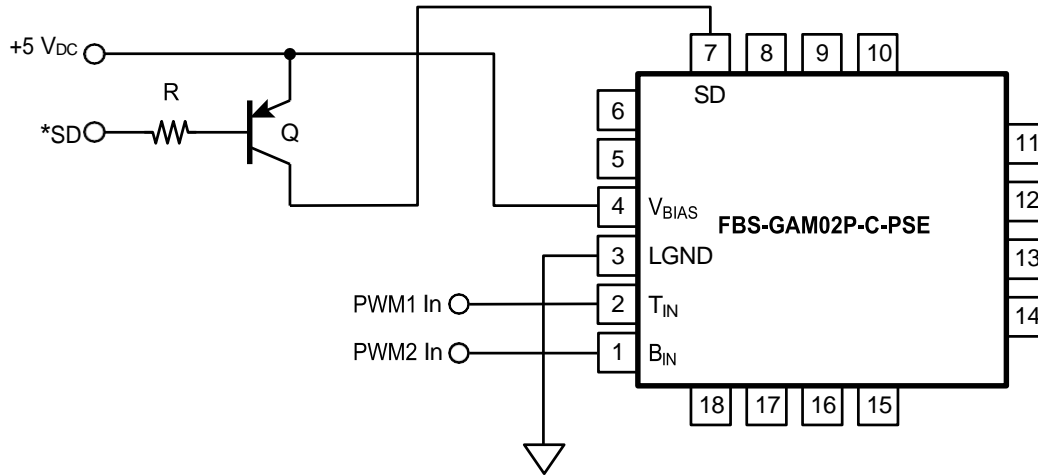 +5 VDC
R
*SD
Q
7 8 9 10
SD
6
5
4 VBIAS
3 LGND
2 TIN
1 BIN
FBS-GAM02P-C-PSE
11
12
13
14
PWM1 In
PWM2 In
18 17 16 15